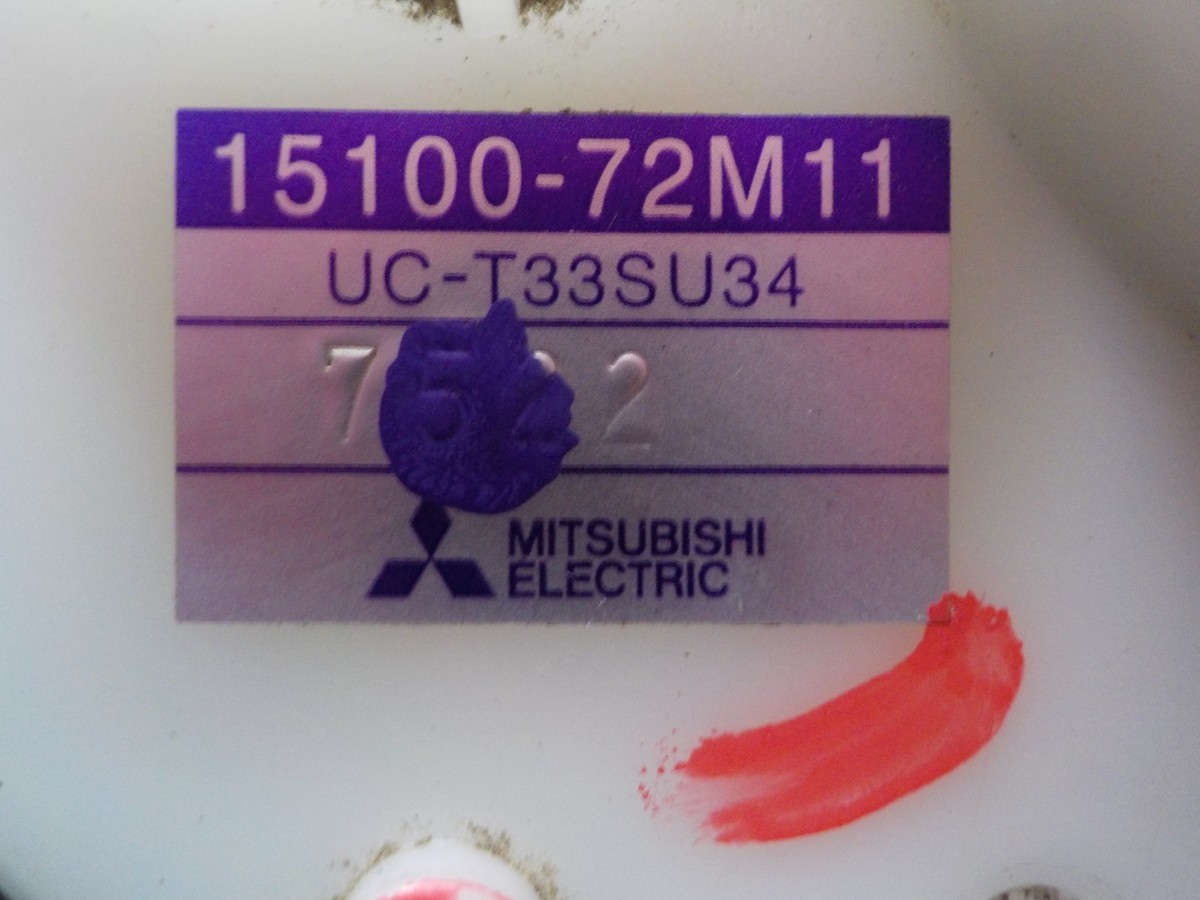 15100-72M11
UC-T33SU34
MITSUBISHI
ELECTRIC